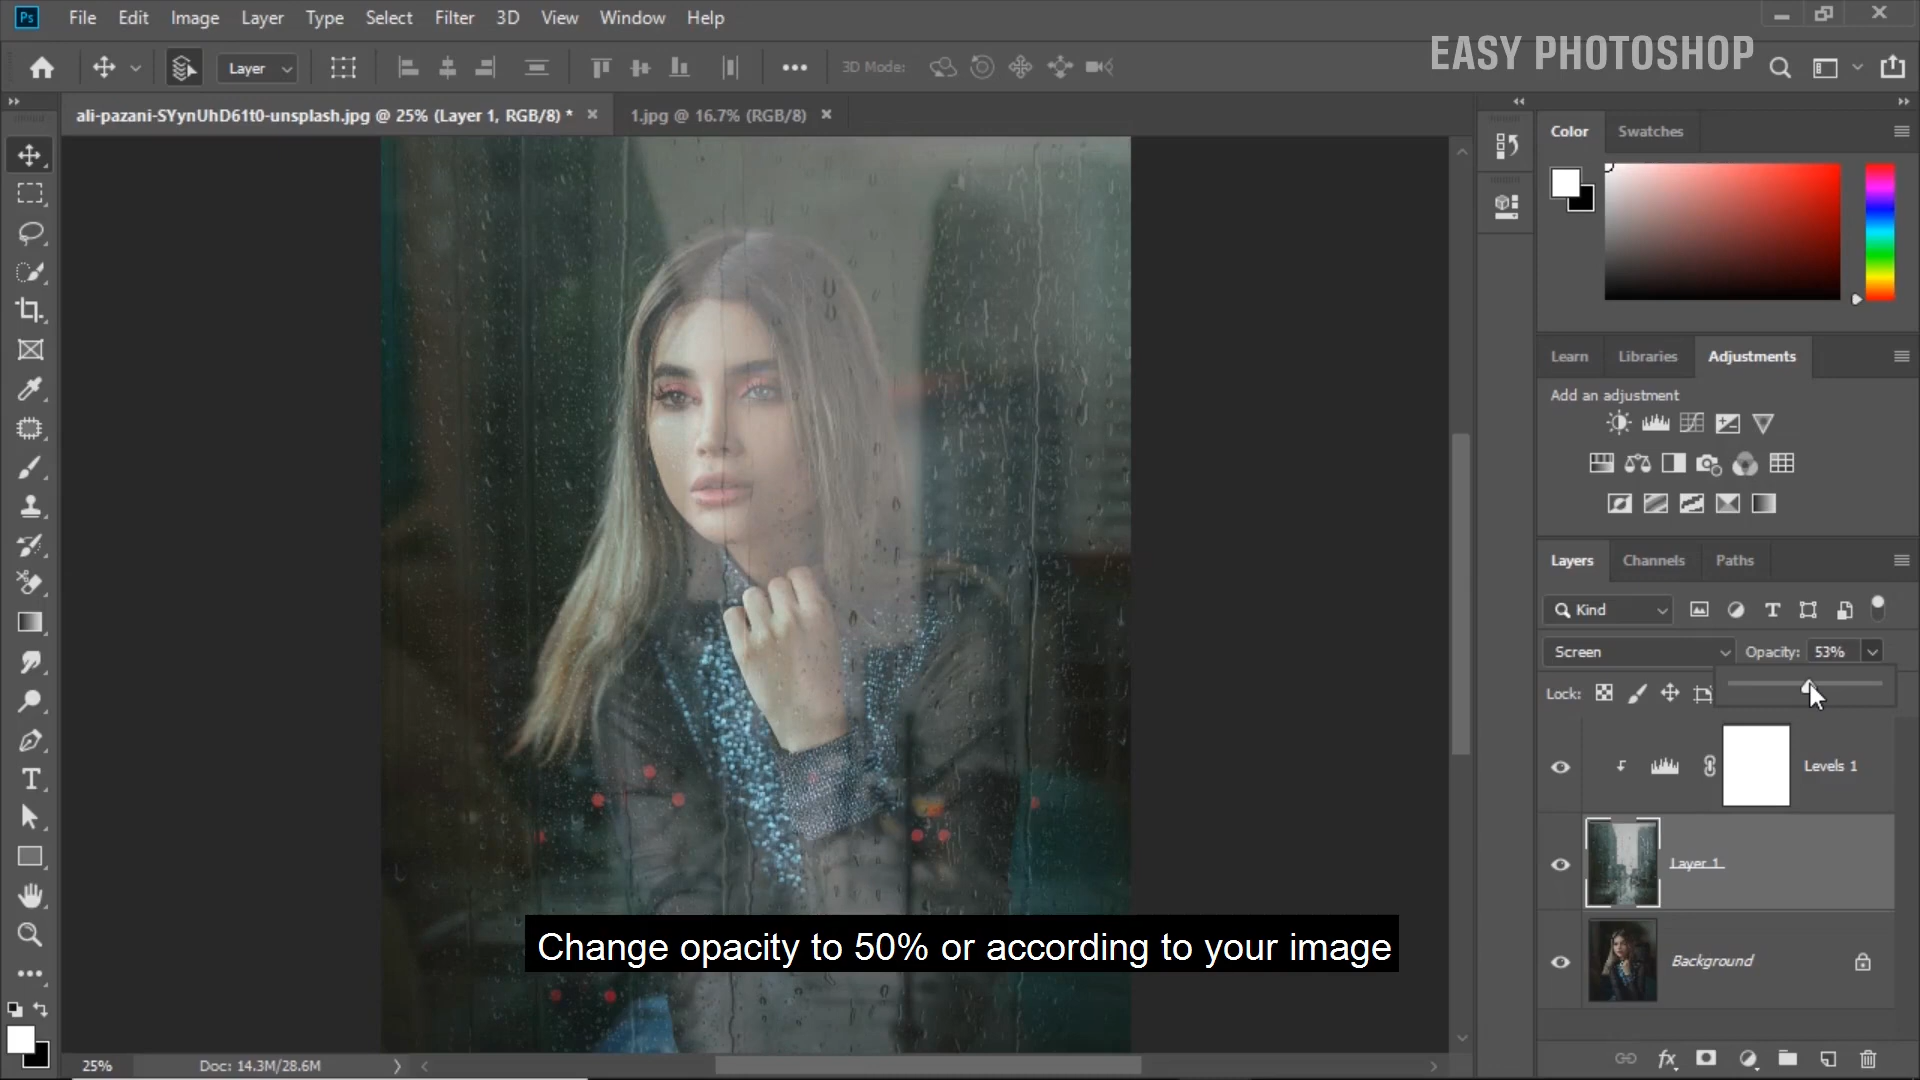 Ps File Edit Image Layer Type Select Filter 3D View Window Help
EASY PHOTOSHOP
Layer 3D Mode:
ali-pazani-SYynUhD61t0-unsplash.jpg @ 25% (Layer 1, RGB/8) * 1.jpg @ 16.7% (RGB/8)
Color Swatches
Learn Libraries Adjustments
Add an adjustment
Layers Channels Paths
Kind
Screen Opacity: 53%
Lock:
Levels 1
Layer 1
Background
Change opacity to 50% or according to your image
25% Doc: 14.3M/28.6M
fx